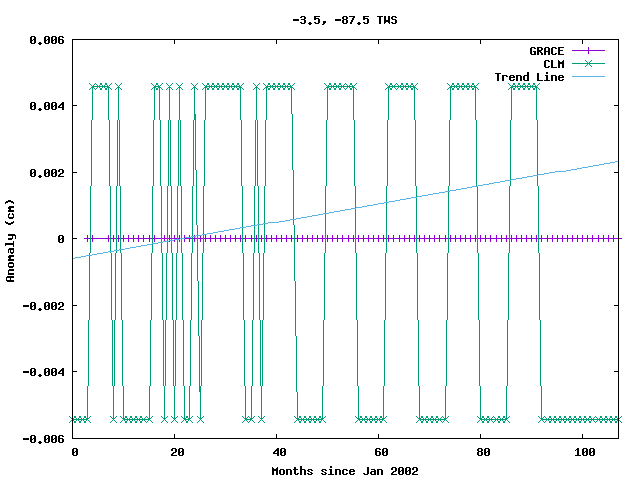 -3.5, -87.5 TWS
0.006
GRACE
CLM
Trend Line
0.004
0.002
0
-0.002
-0.004
-0.006
Anomaly (cm)
0 20 40 60 80 100
Months since Jan 2002